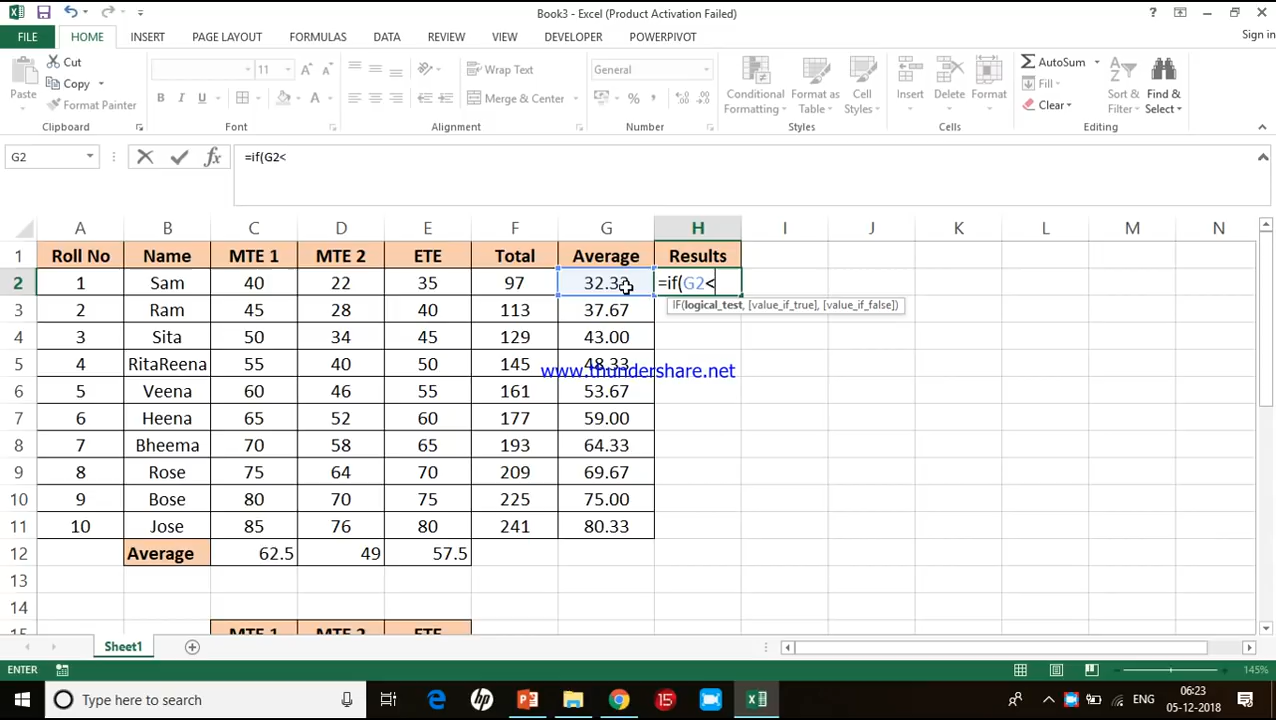 Book3 - Excel (Product Activation Failed)
FILE HOME INSERT PAGE LAYOUT FORMULAS DATA REVIEW VIEW DEVELOPER POWERPIVOT Sign in
Paste Cut Copy Format Painter
Clipboard
11
B I U A
Font
Wrap Text
Merge & Center
Alignment
General
%
Number
Conditional Formatting Format as Table Cell Styles
Styles
Insert Delete Format
Cells
AutoSum Fill Clear Sort & Filter Find & Select
Editing
G2 fx =if(G2<
A B C D E F G H I J K L M N
1 Roll No Name MTE 1 MTE 2 ETE Total Average Results
2 1 Sam 40 22 35 97 32.33 =if(G2<
IF(logical_test, [value_if_true], [value_if_false])
3 2 Ram 45 28 40 113 37.67
4 3 Sita 50 34 45 129 43.00
5 4 RitaReena 55 40 50 145 48.33
www.thundershare.net
6 5 Veena 60 46 55 161 53.67
7 6 Heena 65 52 60 177 59.00
8 7 Bheema 70 58 65 193 64.33
9 8 Rose 75 64 70 209 69.67
10 9 Bose 80 70 75 225 75.00
11 10 Jose 85 76 80 241 80.33
12 Average 62.5 49 57.5
13
14
15 MTE 1 MTE 2 ETE
Sheet1
ENTER 145%
Type here to search
hp
15
ENG
06:23
05-12-2018